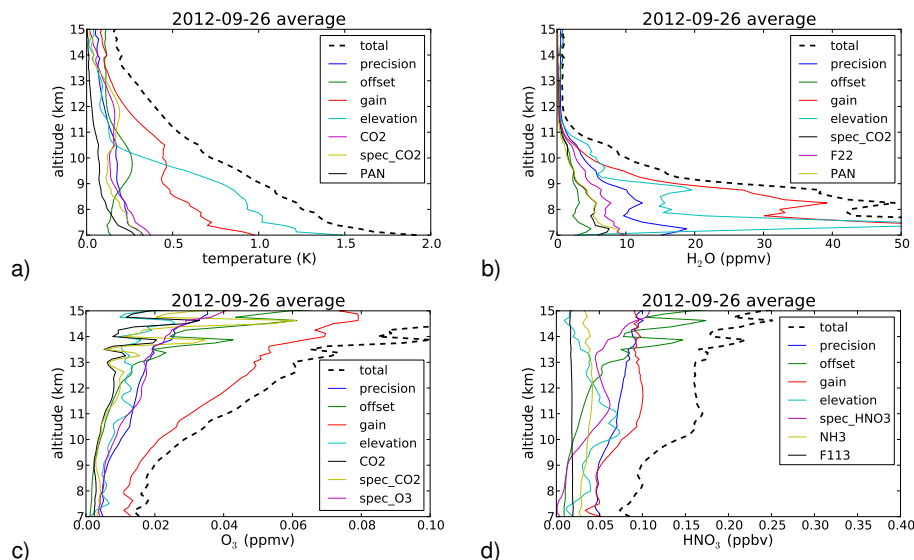 2012-09-26 average
15
14
13
12
11
10
9
8
7
altitude (km)
total
precision
offset
gain
elevation
CO2
spec_CO2
PAN
0.0 0.5 1.0 1.5 2.0
temperature (K)
a)
2012-09-26 average
15
14
13
12
11
10
9
8
7
altitude (km)
total
precision
offset
gain
elevation
spec_CO2
F22
PAN
0 10 20 30 40 50
H₂O (ppmv)
b)
2012-09-26 average
15
14
13
12
11
10
9
8
7
altitude (km)
total
precision
offset
gain
elevation
CO2
spec_CO2
spec_O3
0.00 0.02 0.04 0.06 0.08 0.10
O₃ (ppmv)
c)
2012-09-26 average
15
14
13
12
11
10
9
8
7
altitude (km)
total
precision
offset
gain
elevation
spec_HNO3
NH3
F113
0.00 0.05 0.10 0.15 0.20 0.25 0.30 0.35 0.40
HNO₃ (ppbv)
d)